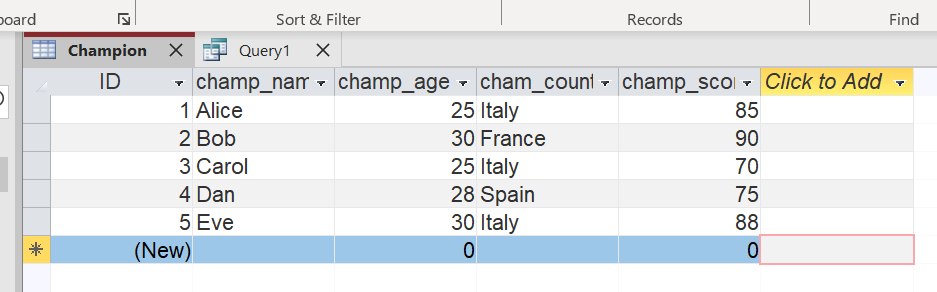 board Sort & Filter Records Find
Champion Query1
ID champ_nam champ_age cham_count champ_scor Click to Add
1 Alice 25 Italy 85
2 Bob 30 France 90
3 Carol 25 Italy 70
4 Dan 28 Spain 75
5 Eve 30 Italy 88
(New) 0 0